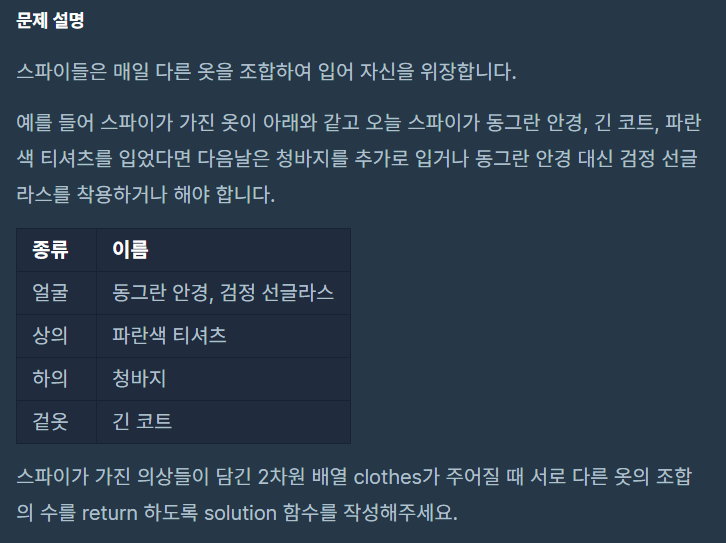 문제 설명
스파이들은 매일 다른 옷을 조합하여 입어 자신을 위장합니다.
예를 들어 스파이가 가진 옷이 아래와 같고 오늘 스파이가 동그란 안경, 긴 코트, 파란
색 티셔츠를 입었다면 다음날은 청바지를 추가로 입거나 동그란 안경 대신 검정 선글
라스를 착용하거나 해야 합니다.
종류 이름
얼굴 동그란 안경, 검정 선글라스
상의 파란색 티셔츠
하의 청바지
겉옷 긴 코트
스파이가 가진 의상들이 담긴 2차원 배열 clothes가 주어질 때 서로 다른 옷의 조합
의 수를 return 하도록 solution 함수를 작성해주세요.